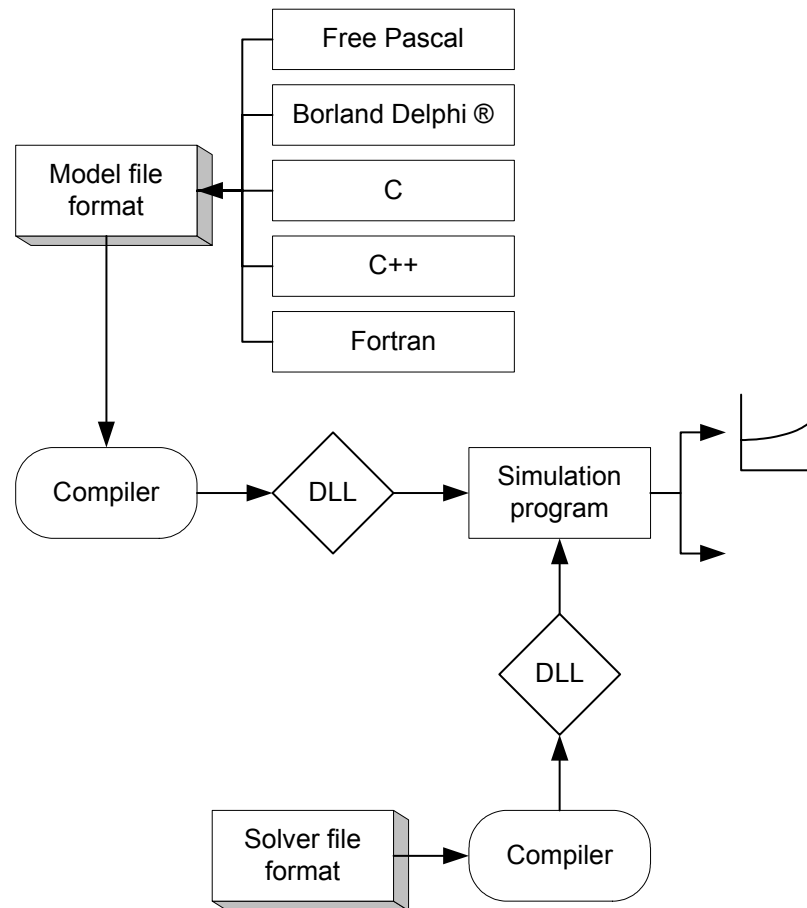 Free Pascal
Borland Delphi ®
Model file
format
C
C++
Fortran
Compiler
DLL
Simulation
program
DLL
Solver file
format
Compiler